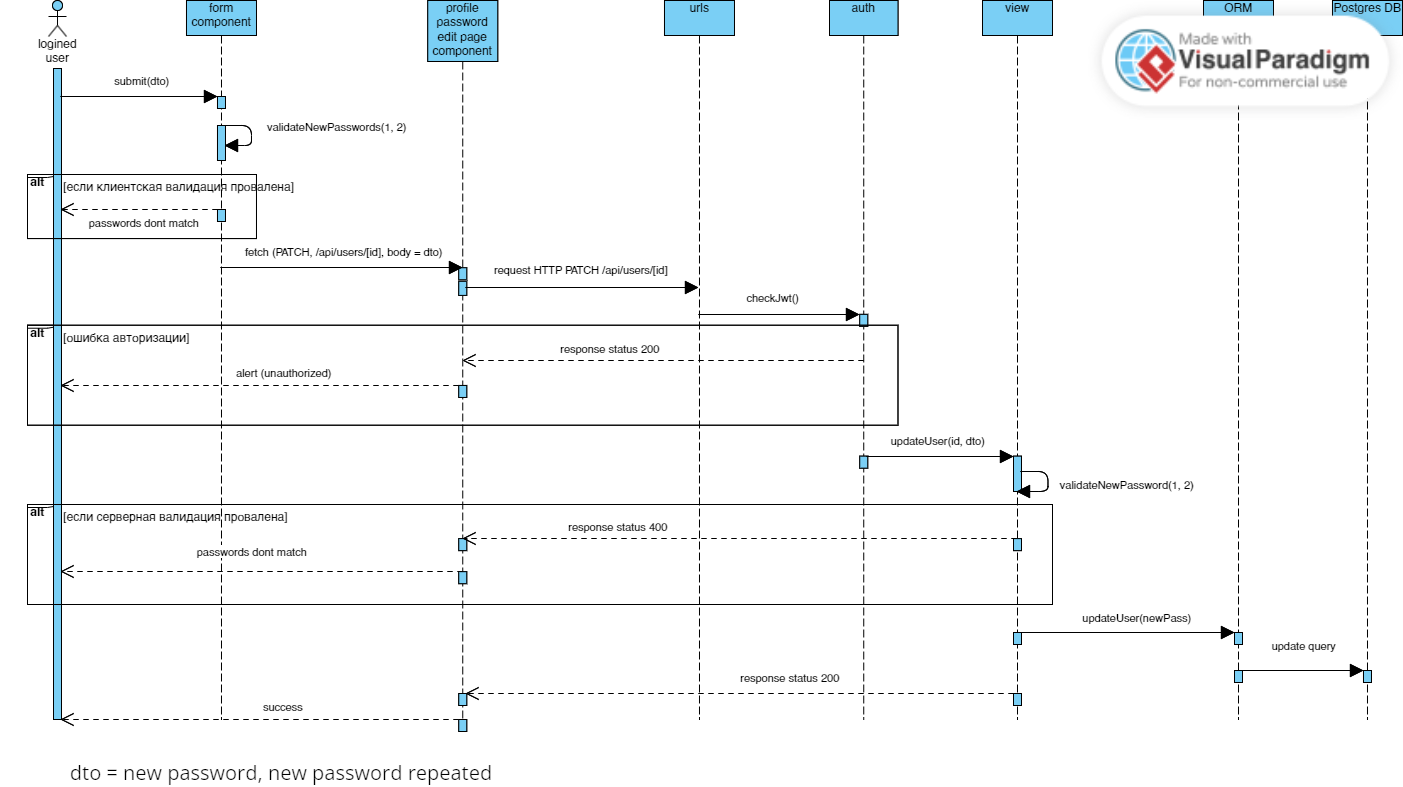 form
component
profile
password
edit page
component
urls
auth
view
ORM
Postgres DB
Made with
Visual Paradigm
For non-commercial use
logined
user
submit(dto)
validateNewPasswords(1, 2)
alt
[если клиентская валидация провалена]
passwords dont match
fetch (PATCH, /api/users/[id], body = dto)
request HTTP PATCH /api/users/[id]
checkJwt()
alt
[ошибка авторизации]
response status 200
alert (unauthorized)
updateUser(id, dto)
validateNewPassword(1, 2)
alt
[если серверная валидация провалена]
response status 400
passwords dont match
updateUser(newPass)
update query
response status 200
success
dto = new password, new password repeated